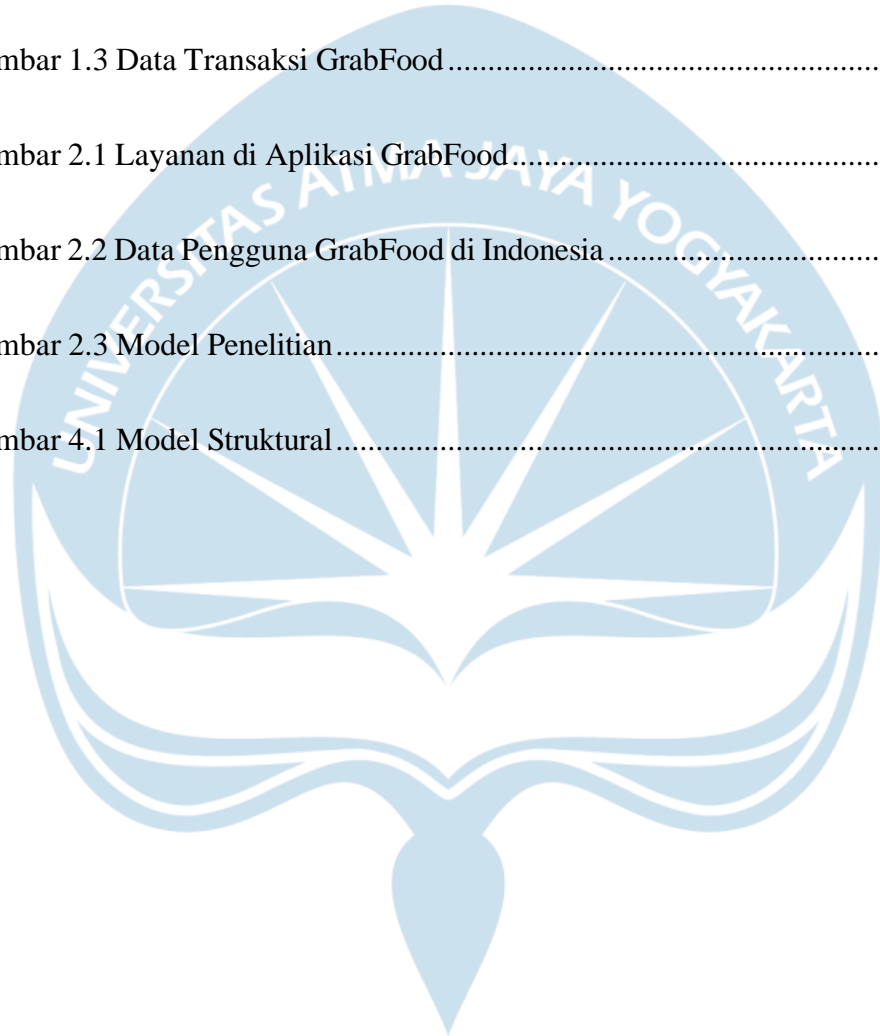 mbar 1.3 Data Transaksi GrabFood................................................................
mbar 2.1 Layanan di Aplikasi GrabFood........................................................
mbar 2.2 Data Pengguna GrabFood di Indonesia............................................
mbar 2.3 Model Penelitian..............................................................................
mbar 4.1 Model Struktural..............................................................................
UNIVERSITAS ATMA JAYA YOGYAKARTA